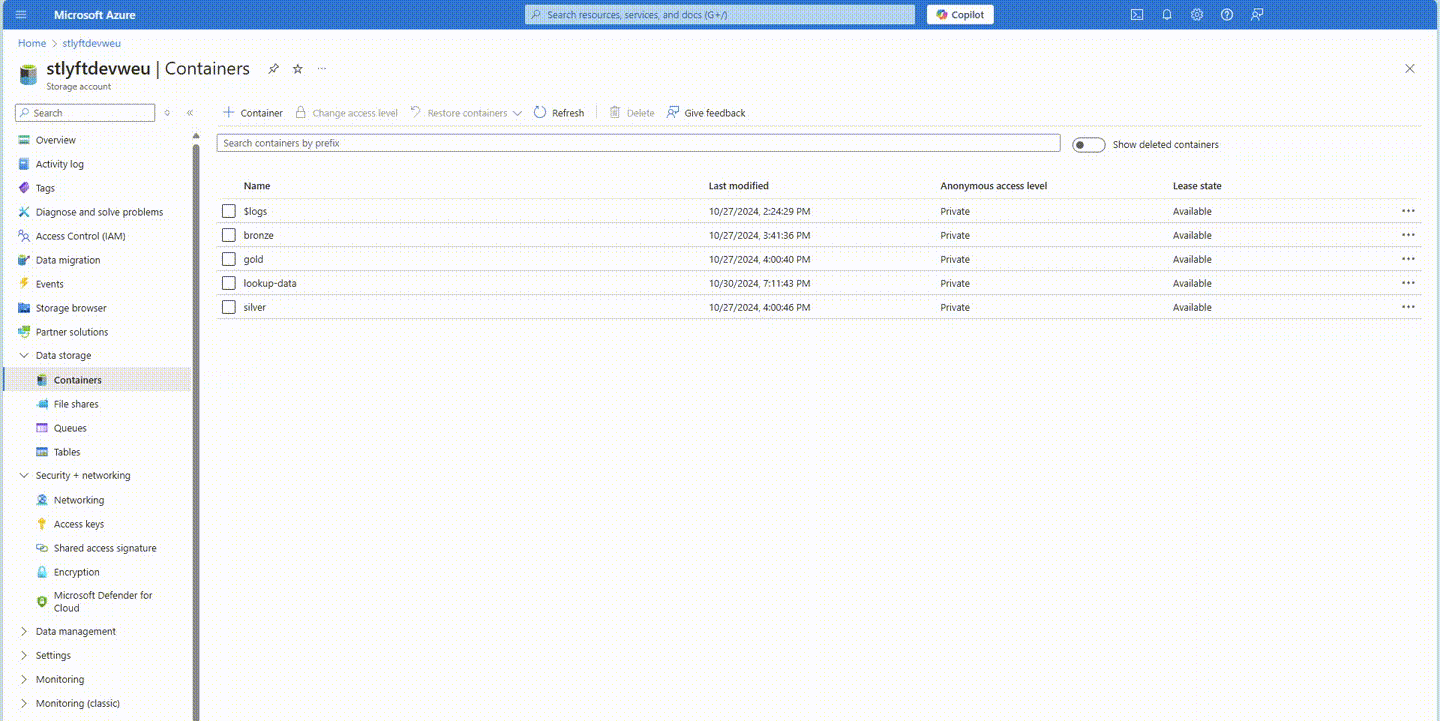 Microsoft Azure
Search resources, services, and docs (G+/)
Copilot
Home > stlyftdevweu
stlyftdevweu | Containers
Storage account
Search
Overview
Activity log
Tags
Diagnose and solve problems
Access Control (IAM)
Data migration
Events
Storage browser
Partner solutions
Data storage
Containers
File shares
Queues
Tables
Security + networking
Networking
Access keys
Shared access signature
Encryption
Microsoft Defender for
Cloud
Data management
Settings
Monitoring
Monitoring (classic)
+ Container Change access level Restore containers Refresh Delete Give feedback
Search containers by prefix
Show deleted containers
Name Last modified Anonymous access level Lease state
$logs 10/27/2024, 2:24:29 PM Private Available
bronze 10/27/2024, 3:41:36 PM Private Available
gold 10/27/2024, 4:00:40 PM Private Available
lookup-data 10/30/2024, 7:11:43 PM Private Available
silver 10/27/2024, 4:00:46 PM Private Available